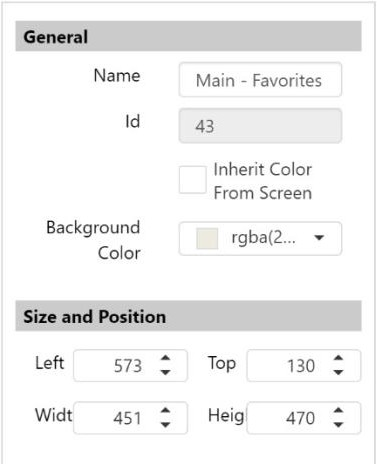 General
Name Main - Favorites
Id 43
Inherit Color
From Screen
Background
Color
rgba(2...
Size and Position
Left 573 Top 130
Widt 451 Heig 470